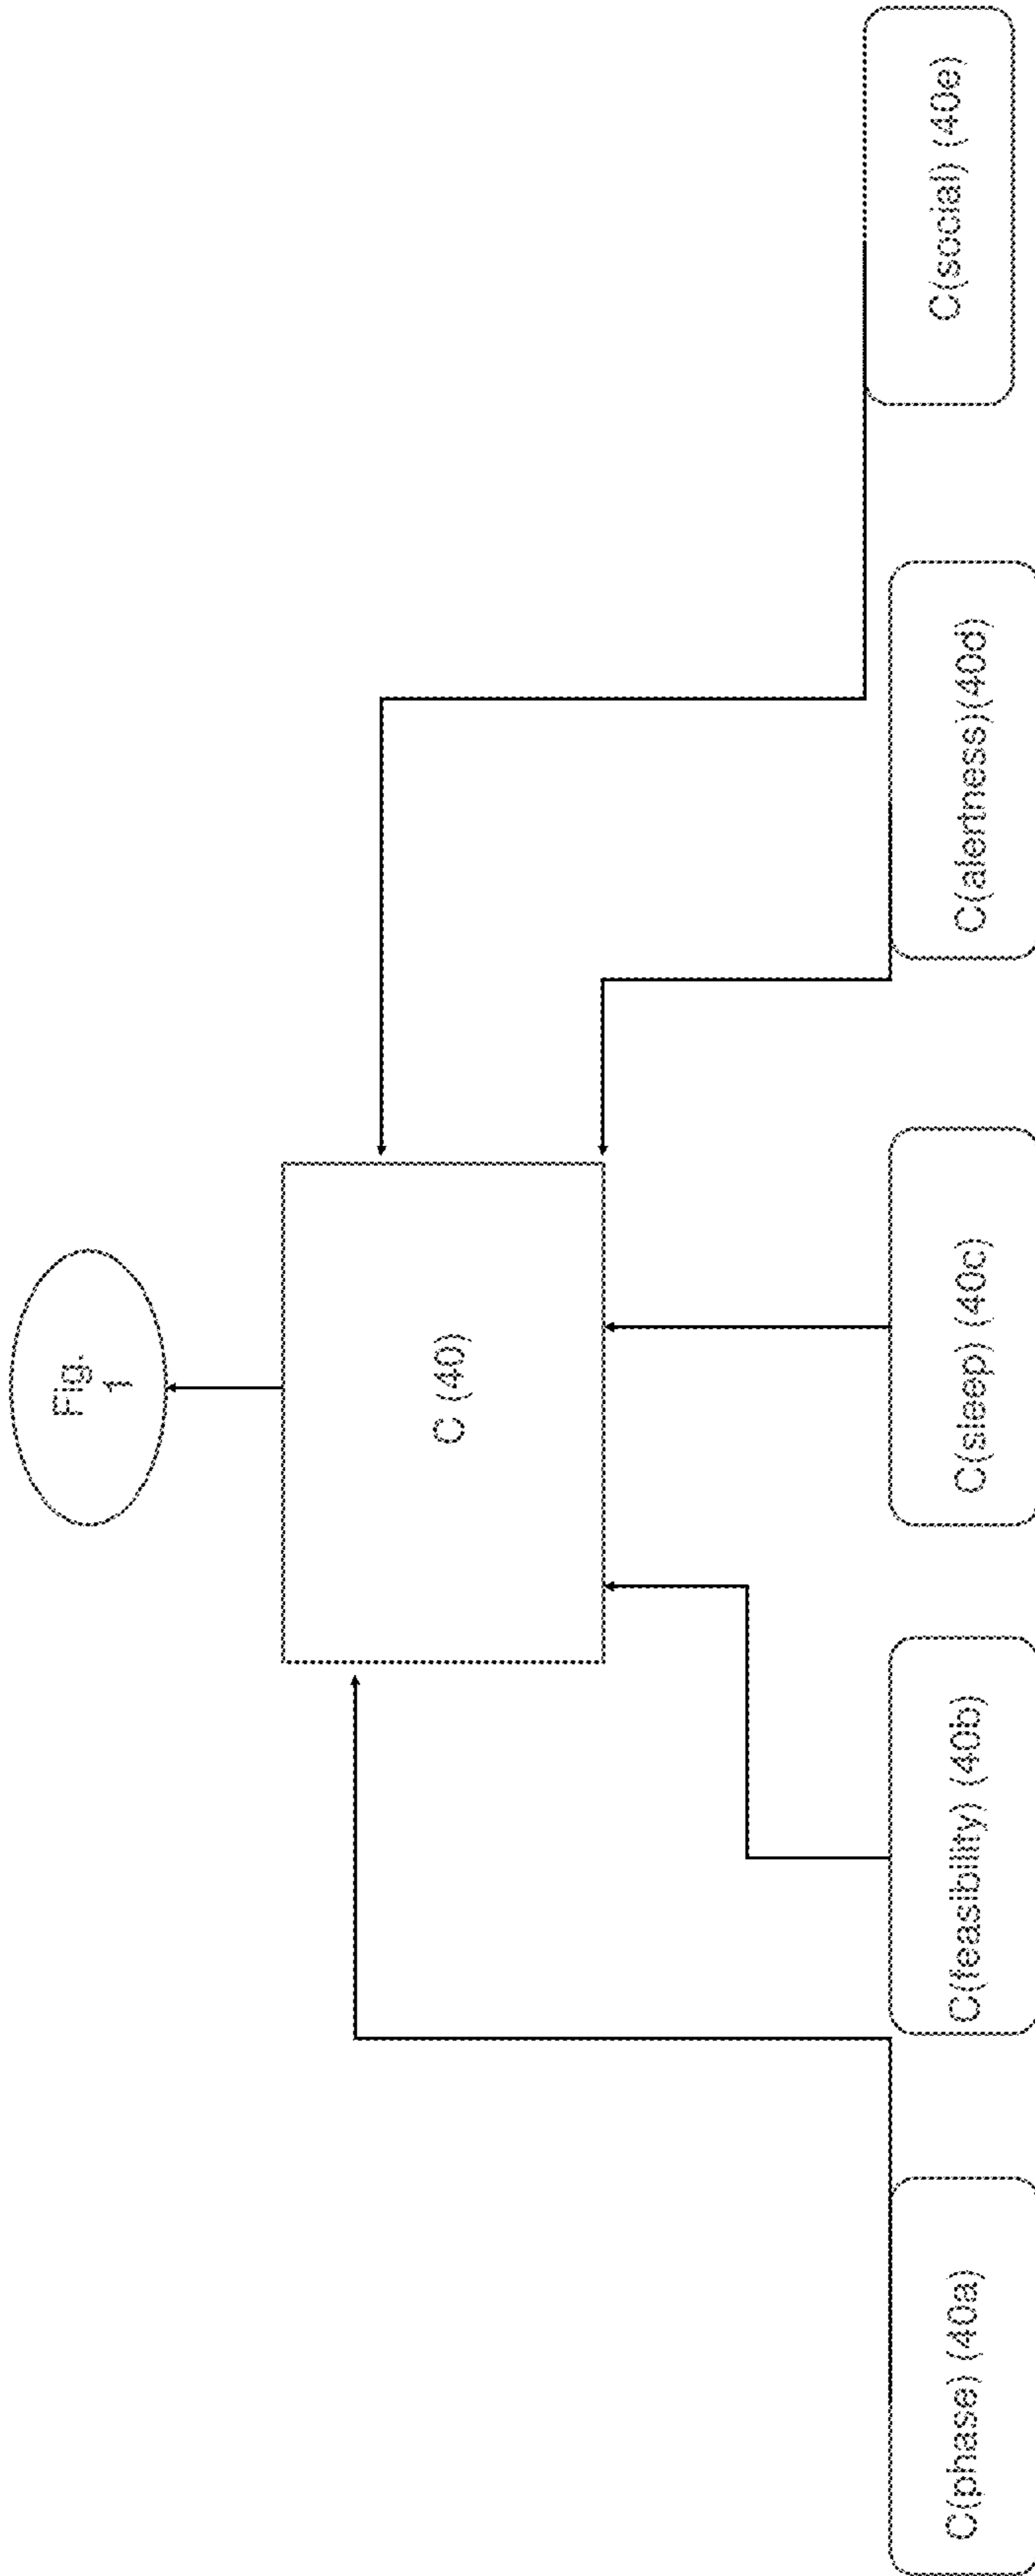 Fig.
1
C (40)
C(phase) (40a)
C(feasibility) (40b)
C(sleep) (40c)
C(alertness)(40d)
C(social) (40e)